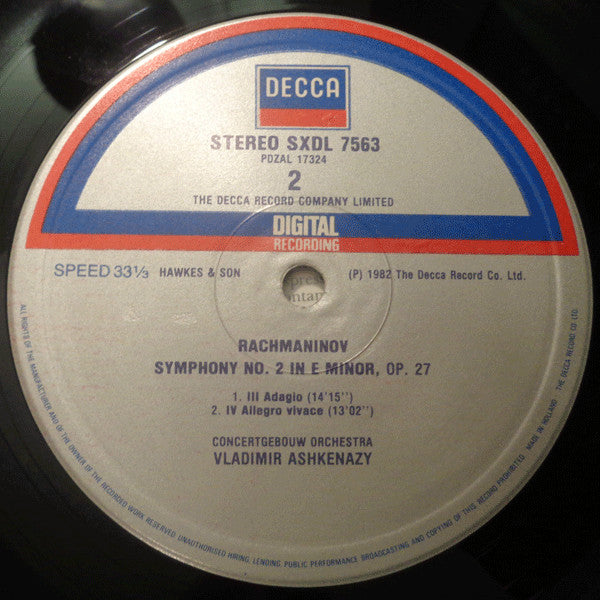 DECCA
STEREO SXDL 7563
PDZAL 17324
2
THE DECCA RECORD COMPANY LIMITED
DIGITAL
RECORDING
SPEED 33⅓ HAWKES & SON (P) 1982 The Decca Record Co. Ltd.
pres
ntam
RACHMANINOV
SYMPHONY NO. 2 IN E MINOR, OP. 27
1. III Adagio (14'15'')
2. IV Allegro vivace (13'02'')
CONCERTGEBOUW ORCHESTRA
VLADIMIR ASHKENAZY
ALL RIGHTS OF THE MANUFACTURER AND OF THE OWNER OF THE RECORDED WORK RESERVED. UNAUTHORISED HIRING, LENDING, PUBLIC PERFORMANCE, BROADCASTING AND COPYING OF THIS RECORD PROHIBITED. MADE IN HOLLAND THE DECCA RECORD CO LTD.